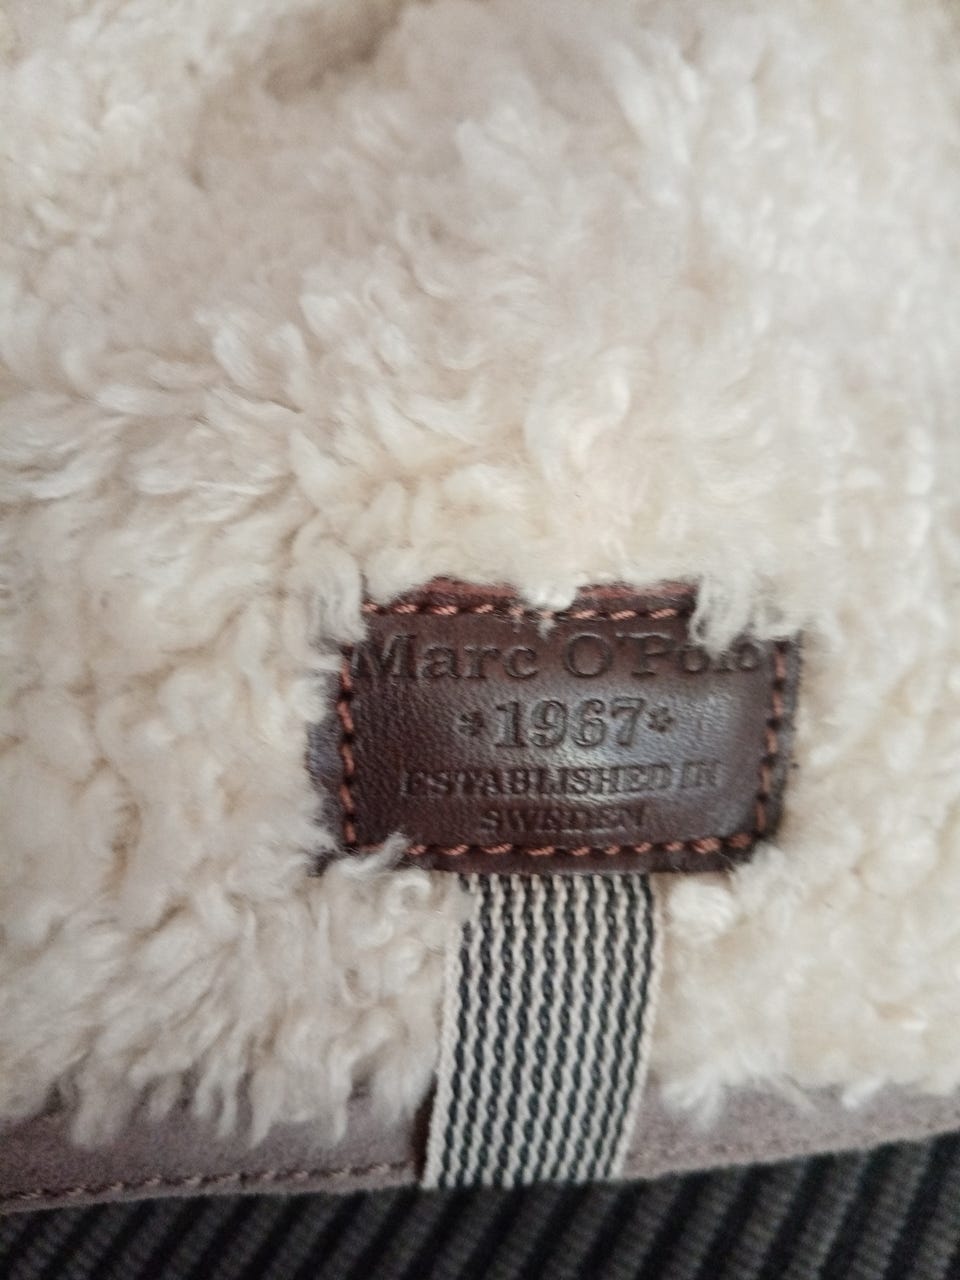 Marc O'Polo
*1967*
ESTABLISHED IN
SWEDEN